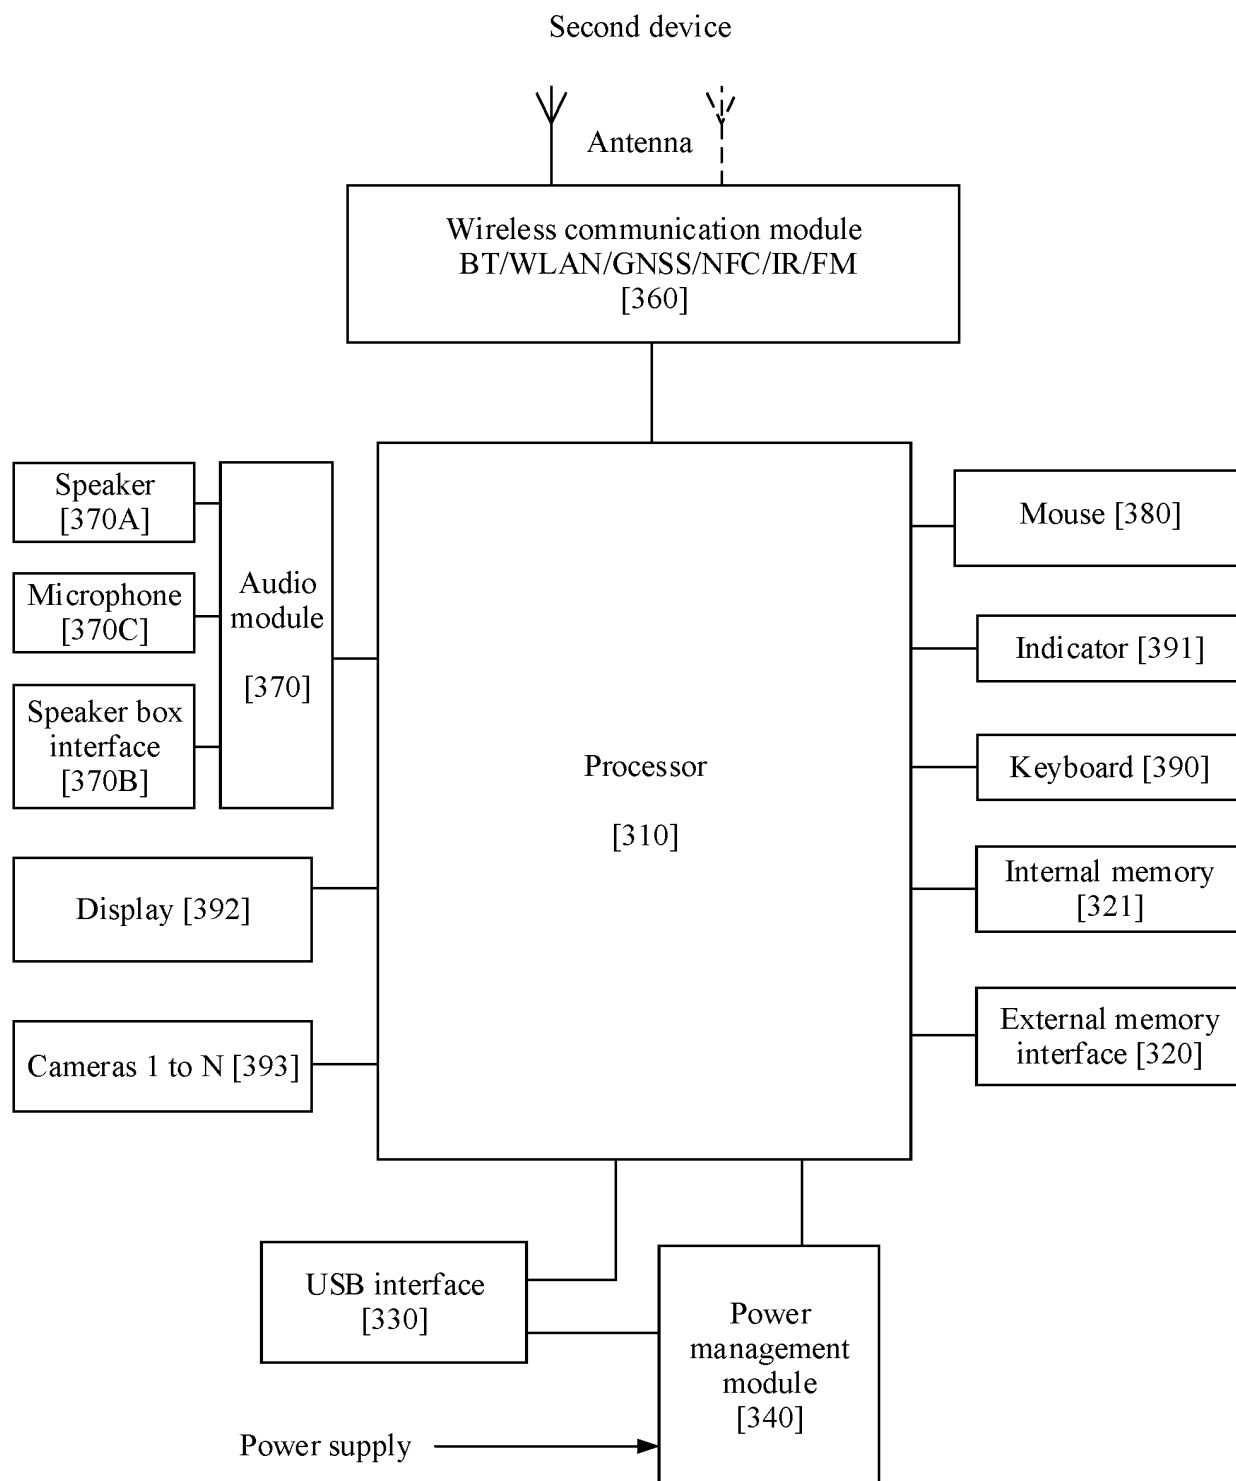 Second device
Antenna
Wireless communication module
BT/WLAN/GNSS/NFC/IR/FM
[360]
Speaker
[370A]
Microphone
[370C]
Speaker box
interface
[370B]
Audio
module
[370]
Display [392]
Cameras 1 to N [393]
Processor
[310]
Mouse [380]
Indicator [391]
Keyboard [390]
Internal memory
[321]
External memory
interface [320]
USB interface
[330]
Power
management
module
[340]
Power supply